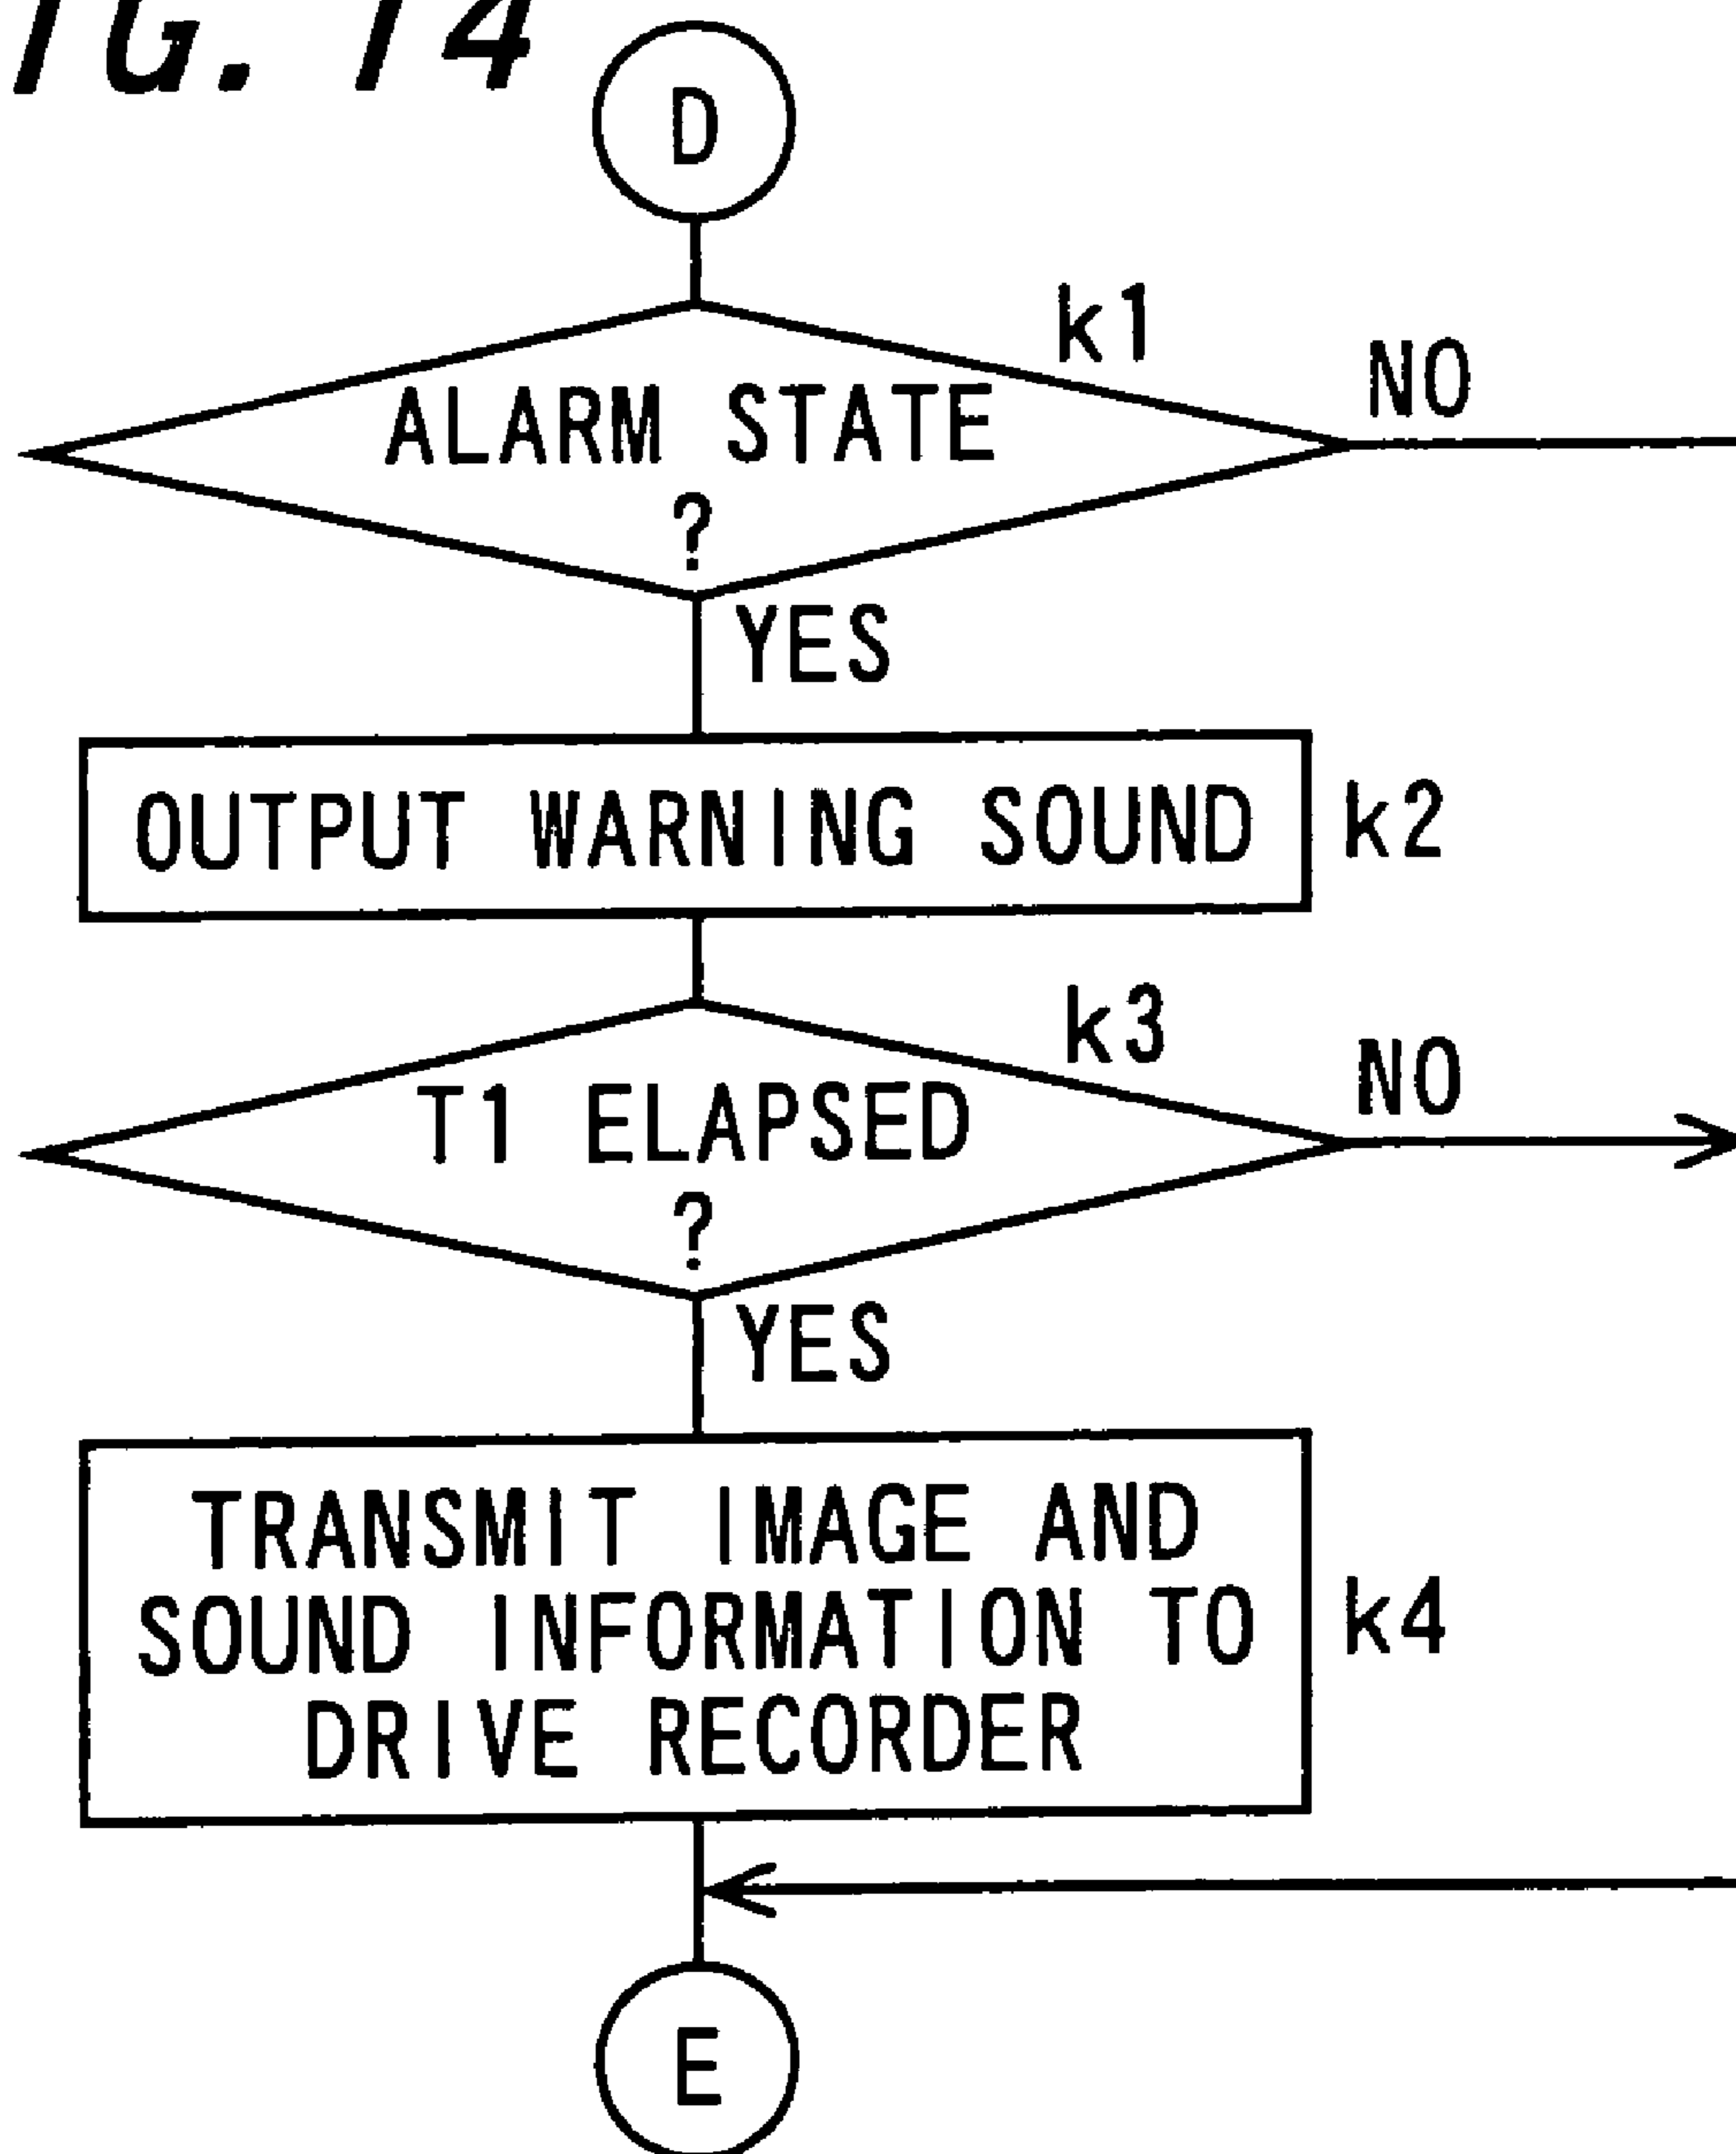 IG. 14
D
k1
NO
ALARM STATE
?
YES
OUTPUT WARNING SOUND
k2
k3
NO
T1 ELAPSED
?
YES
TRANSMIT IMAGE AND
SOUND INFORMATION TO
DRIVE RECORDER
k4
E